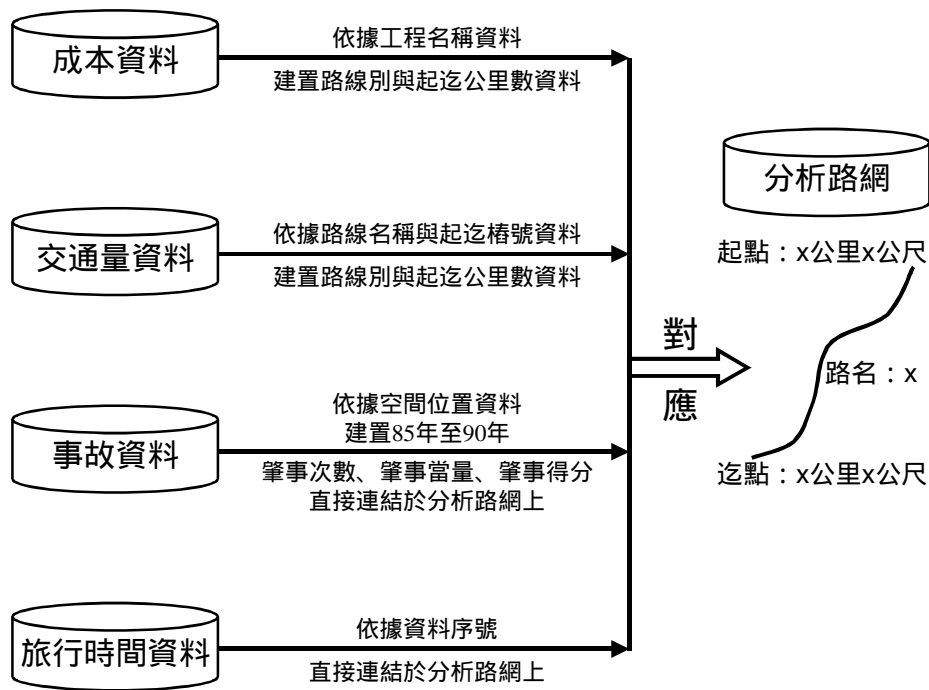 成本資料
依據工程名稱資料
建置路線別與起迄公里數資料
交通量資料
依據路線名稱與起迄樁號資料
建置路線別與起迄公里數資料
事故資料
依據空間位置資料
建置85年至90年
肇事次數、肇事當量、肇事得分
直接連結於分析路網上
旅行時間資料
依據資料序號
直接連結於分析路網上
對
應
分析路網
起點：x公里x公尺
路名：x
迄點：x公里x公尺